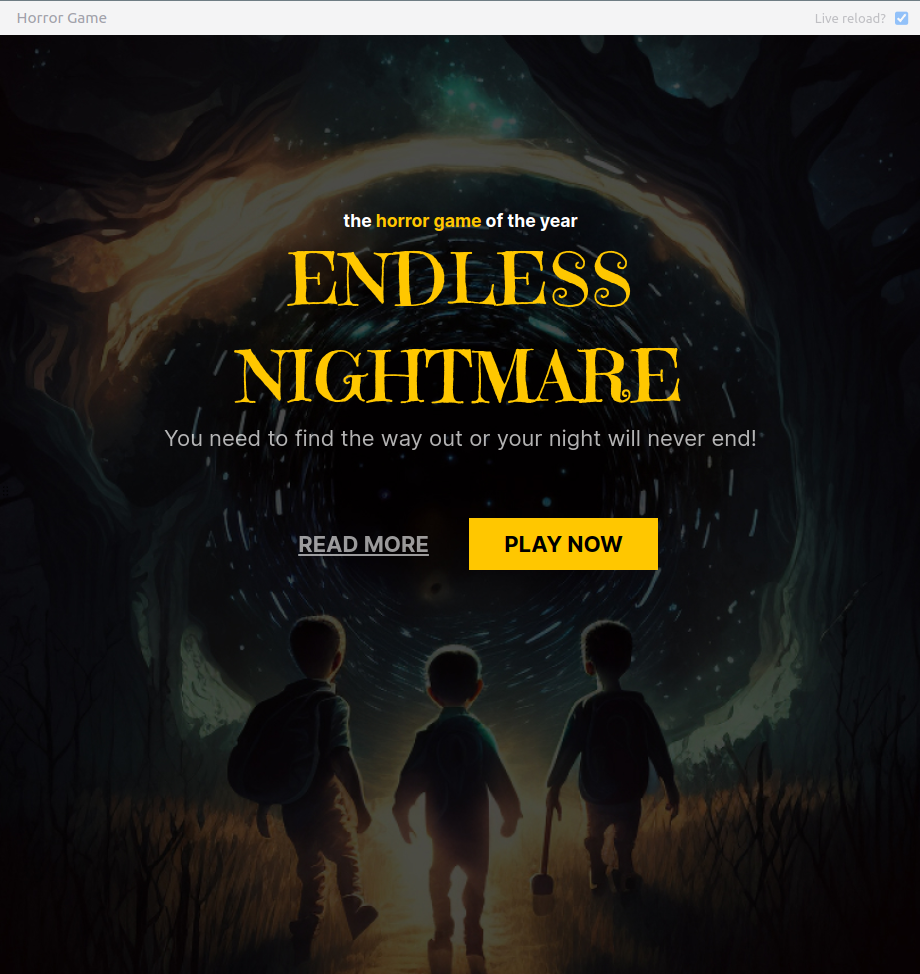 Horror Game
Live reload?
the horror game of the year
ENDLESS
NIGHTMARE
You need to find the way out or your night will never end!
READ MORE
PLAY NOW